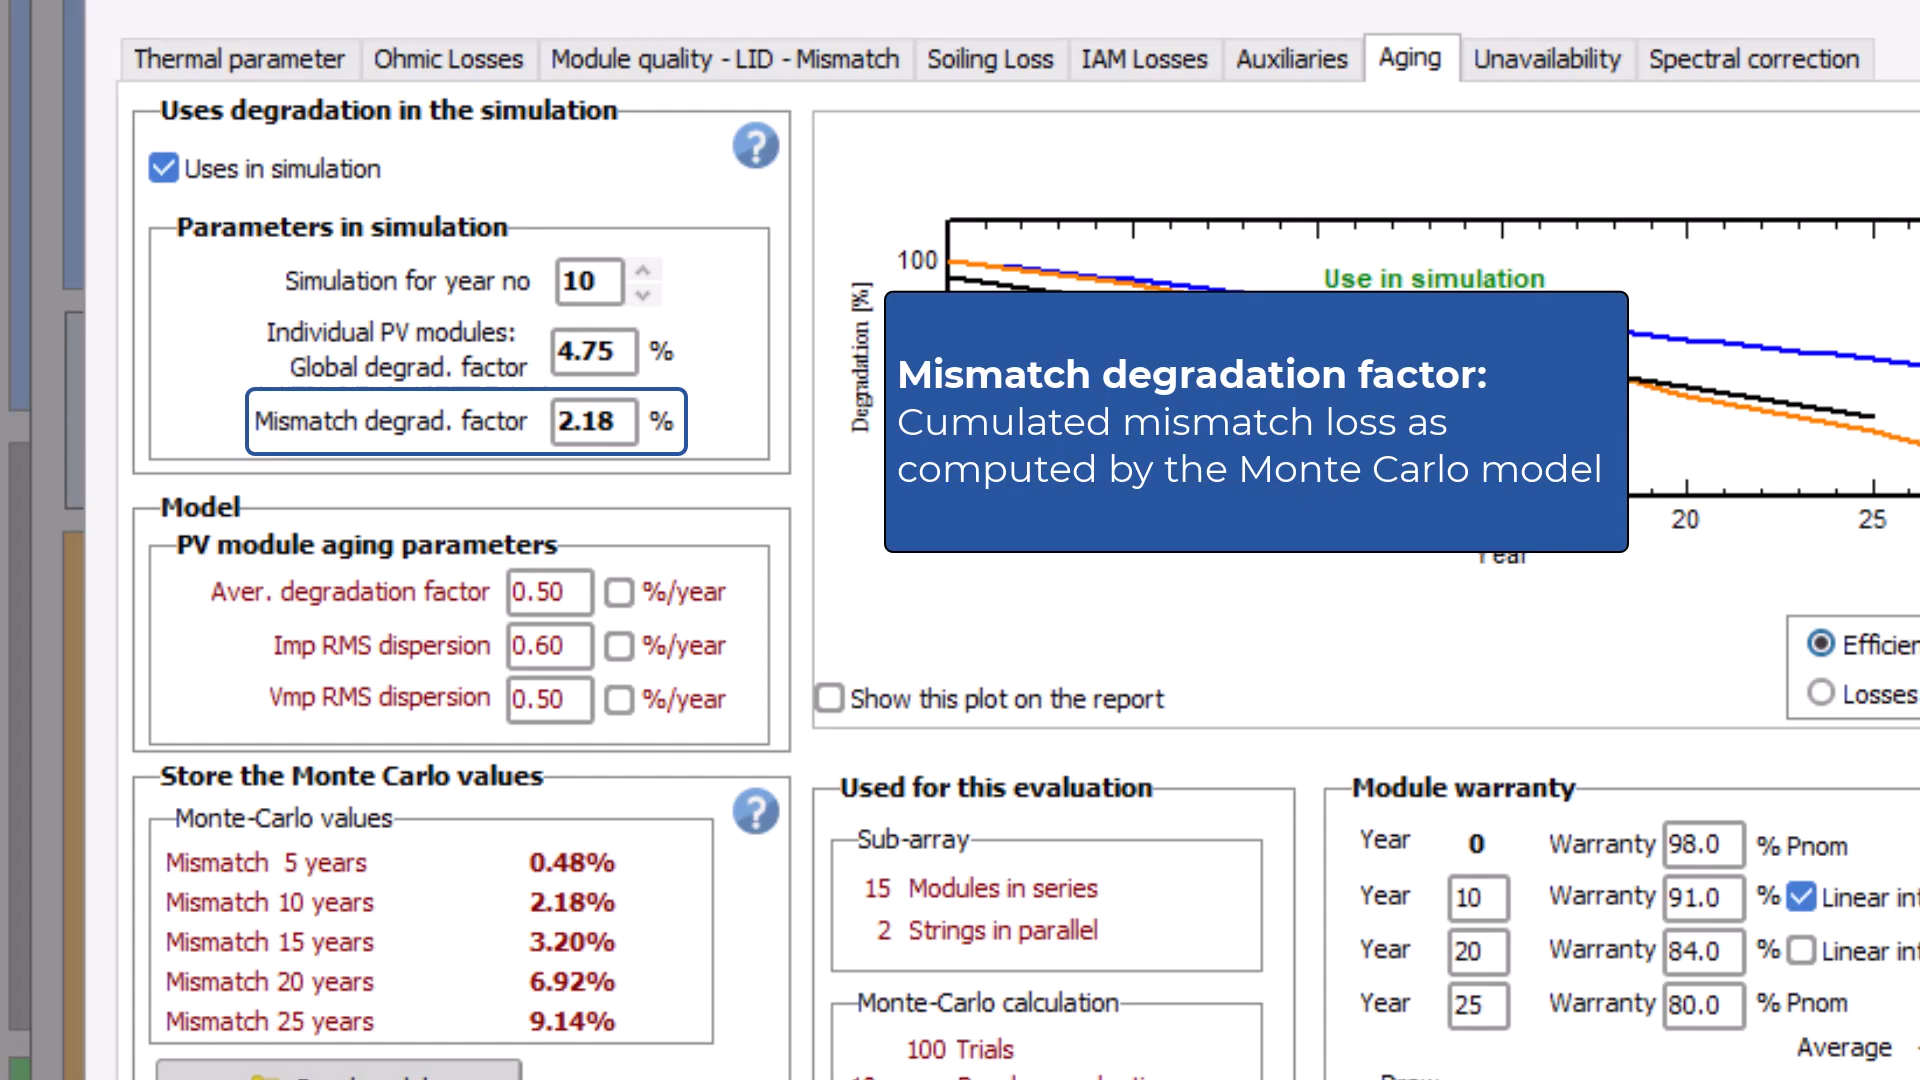 Thermal parameter Ohmic Losses Module quality - LID - Mismatch Soiling Loss IAM Losses Auxiliaries Aging Unavailability Spectral correction
Uses degradation in the simulation
Uses in simulation
Parameters in simulation
Simulation for year no 10
Individual PV modules:
Global degrad. factor 4.75 %
Mismatch degrad. factor 2.18 %
Model
PV module aging parameters
Aver. degradation factor 0.50 %/year
Imp RMS dispersion 0.60 %/year
Vmp RMS dispersion 0.50 %/year
Store the Monte Carlo values
Monte-Carlo values
Mismatch 5 years 0.48%
Mismatch 10 years 2.18%
Mismatch 15 years 3.20%
Mismatch 20 years 6.92%
Mismatch 25 years 9.14%
100
Degradation [%]
Use in simulation
Mismatch degradation factor:
Cumulated mismatch loss as
computed by the Monte Carlo model
20 25
Year
Losses
Show this plot on the report
Used for this evaluation
Sub-array
15 Modules in series
2 Strings in parallel
Monte-Carlo calculation
100 Trials
Module warranty
Year 0 Warranty 98.0 % Pnom
Year 10 Warranty 91.0 % Linear
Year 20 Warranty 84.0 % Linear
Year 25 Warranty 80.0 % Pnom
Average